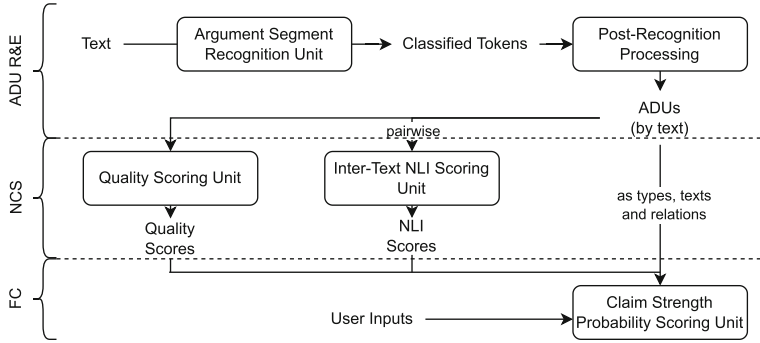 ADU R&E
Text
Argument Segment
Recognition Unit
Classified Tokens
Post-Recognition
Processing
ADUs
(by text)
pairwise
NCS
Quality Scoring Unit
Inter-Text NLI Scoring
Unit
as types, texts
and relations
Quality
Scores
NLI
Scores
FC
User Inputs
Claim Strength
Probability Scoring Unit